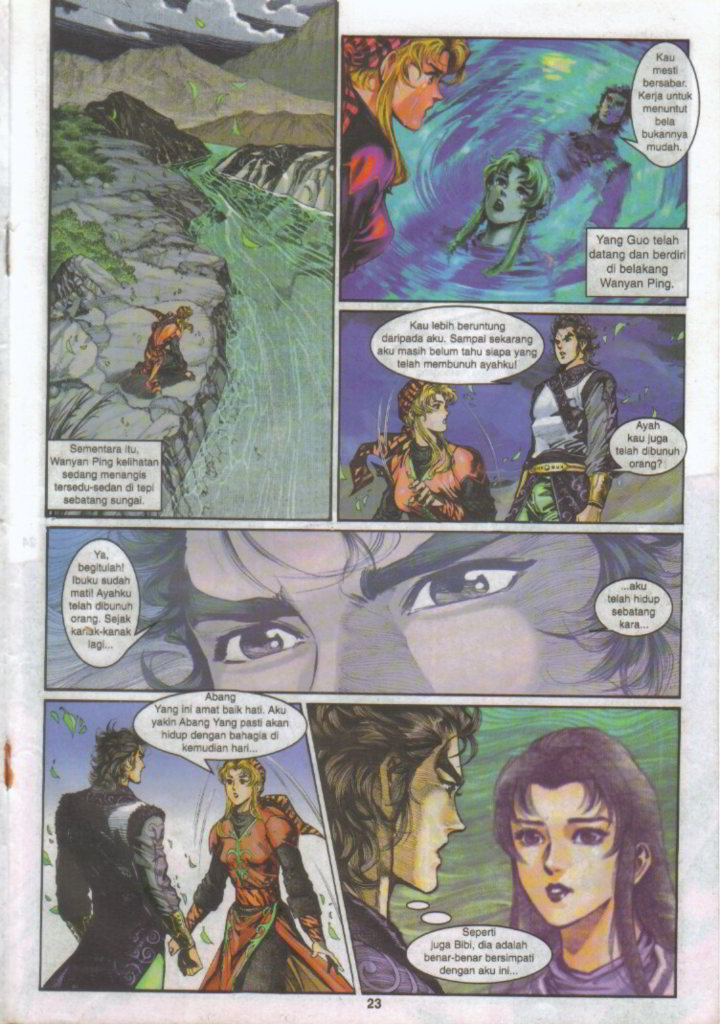 Sementara itu,
Wanyan Ping kelihatan
sedang menangis
tersedu-sedan di tepi
sebatang sungai.
Kau
mesti
bersabar.
Kerja untuk
menuntut
bela
bukannya
mudah.
Yang Guo telah
datang dan berdiri
di belakang
Wanyan Ping.
Kau lebih beruntung
daripada aku. Sampai sekarang
aku masih belum tahu siapa yang
telah membunuh ayahku!
Ayah
kau juga
telah dibunuh
orang?
Ya,
begitulah!
Ibuku sudah
mati! Ayahku
telah dibunuh
orang. Sejak
kanak-kanak
lagi...
...aku
telah hidup
sebatang
kara...
Abang
Yang ini amat baik hati. Aku
yakin Abang Yang pasti akan
hidup dengan bahagia di
kemudian hari...
Seperti
juga Bibi, dia adalah
benar-benar bersimpati
dengan aku ini...
23